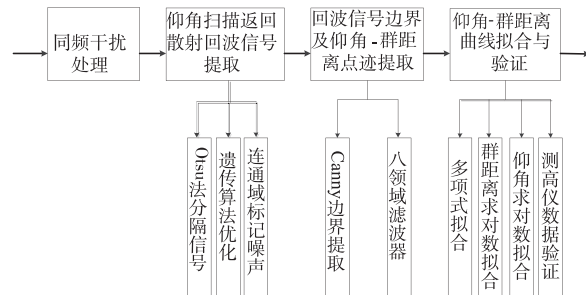 同频干扰
处理
仰角扫描返回
散射回波信号
提取
回波信号边界
及仰角-群距
离点迹提取
仰角-群距离
曲线拟合与
验证
Otsu法分隔信号
遗传算法优化
连通域标记噪声
Canny边界提取
八领域滤波器
多项式拟合
群距离求对数拟合
仰角求对数拟合
测高仪数据验证